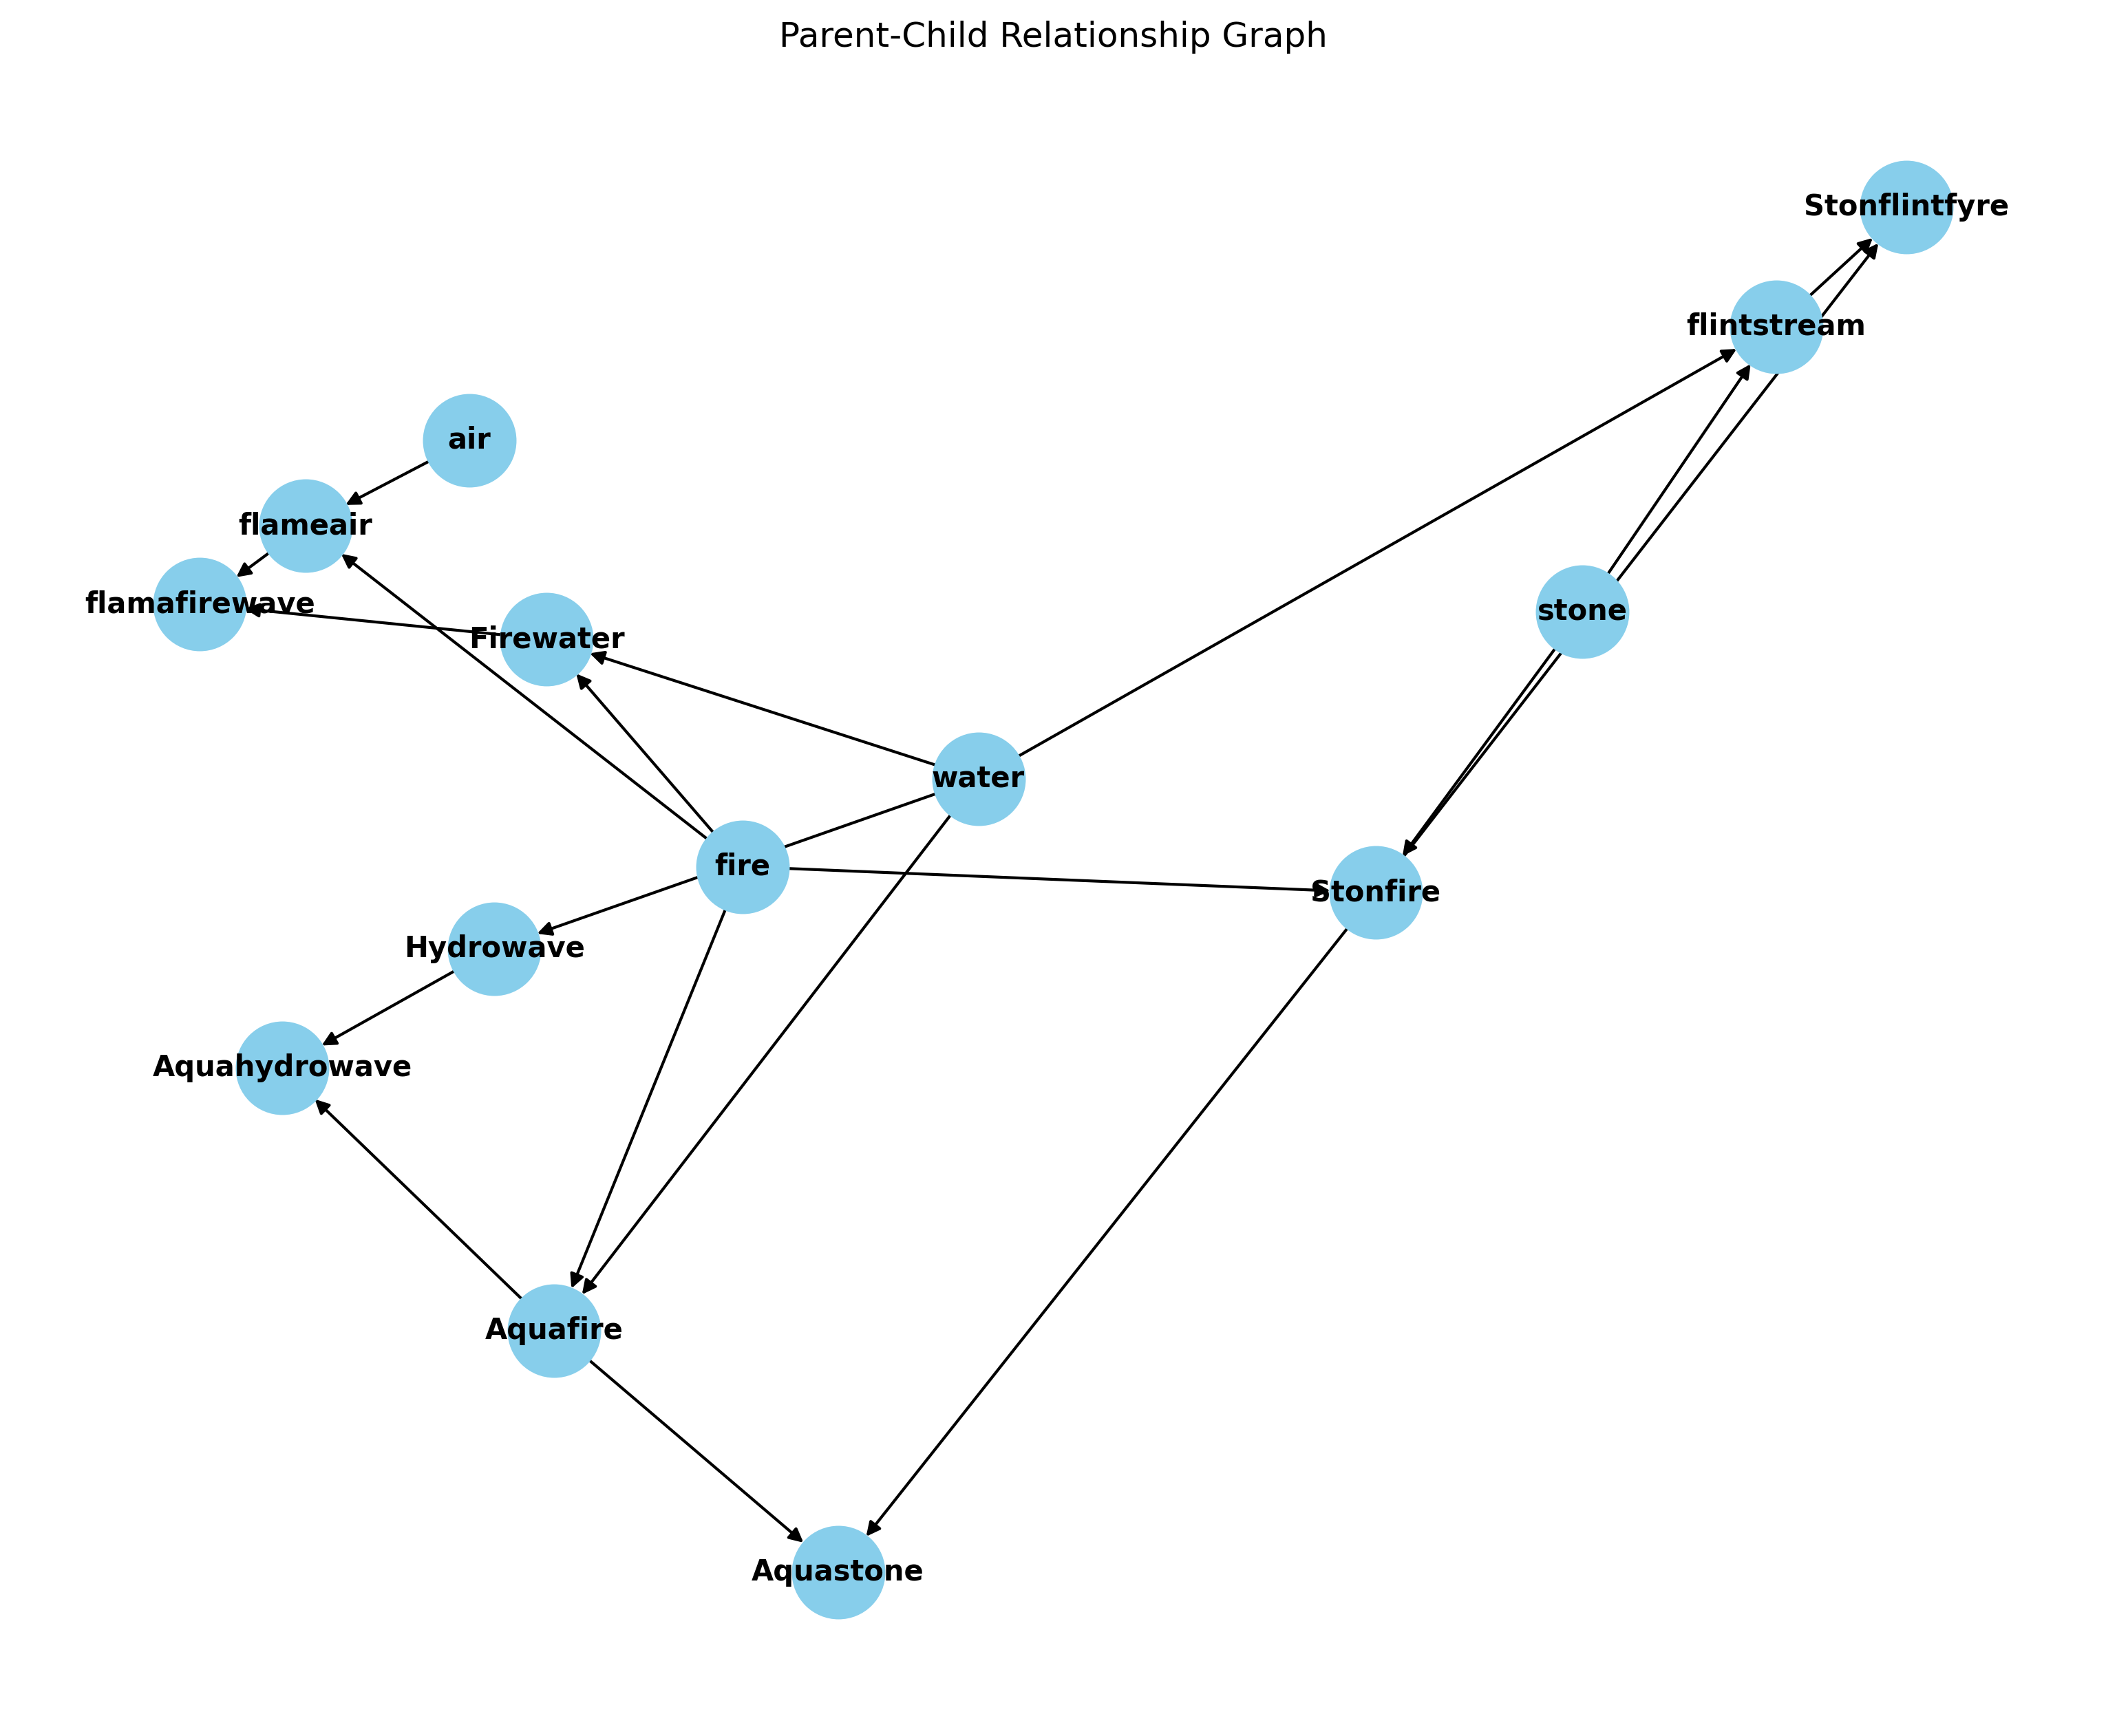 Parent-Child Relationship Graph
Stonflintfyre
flintstream
air
flameair
flamafirewave
stone
Firewater
water
fire
Stonfire
Hydrowave
Aquahydrowave
Aquafire
Aquastone